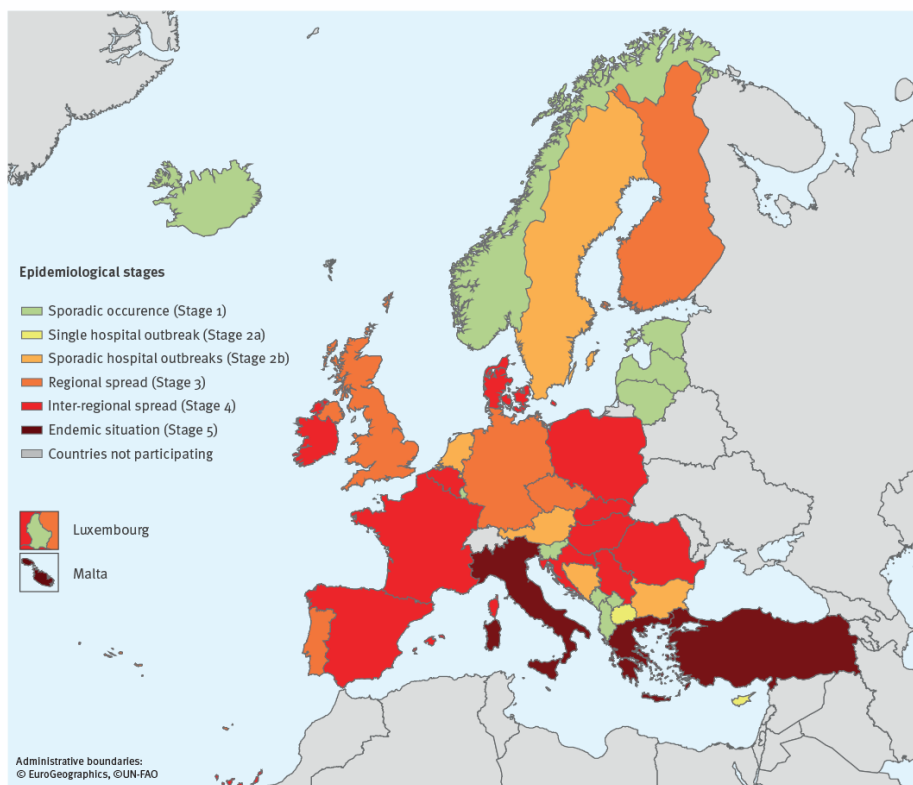 Epidemiological stages
Sporadic occurence (Stage 1)
Single hospital outbreak (Stage 2a)
Sporadic hospital outbreaks (Stage 2b)
Regional spread (Stage 3)
Inter-regional spread (Stage 4)
Endemic situation (Stage 5)
Countries not participating
Luxembourg
Malta
Administrative boundaries:
© EuroGeographics, ©UN-FAO